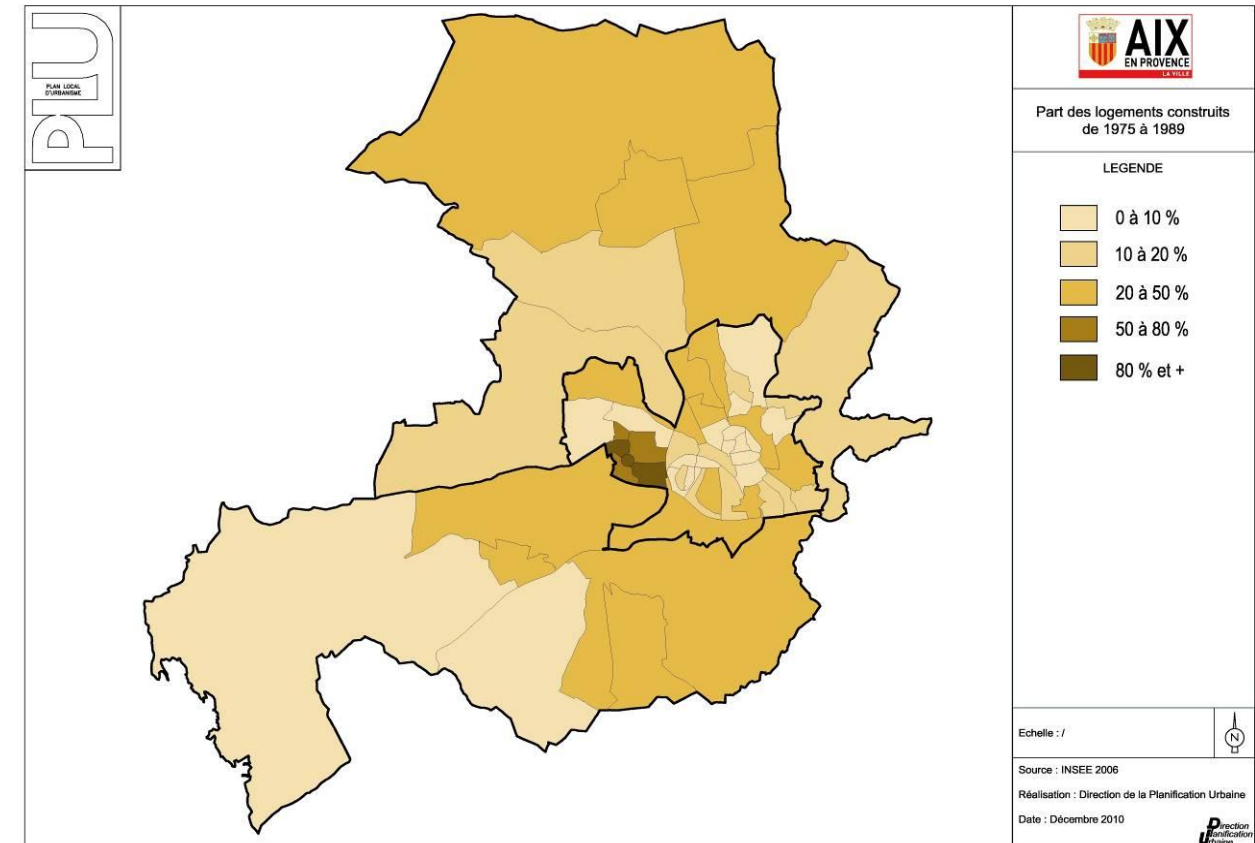 PLU
PLAN LOCAL
D'URBANISME
AIX
EN PROVENCE
LA VILLE
Part des logements construits
de 1975 à 1989
LEGENDE
0 à 10 %
10 à 20 %
20 à 50 %
50 à 80 %
80 % et +
Echelle : /
N
Source : INSEE 2006
Réalisation : Direction de la Planification Urbaine
Date : Décembre 2010
Direction
Planification
Urbaine